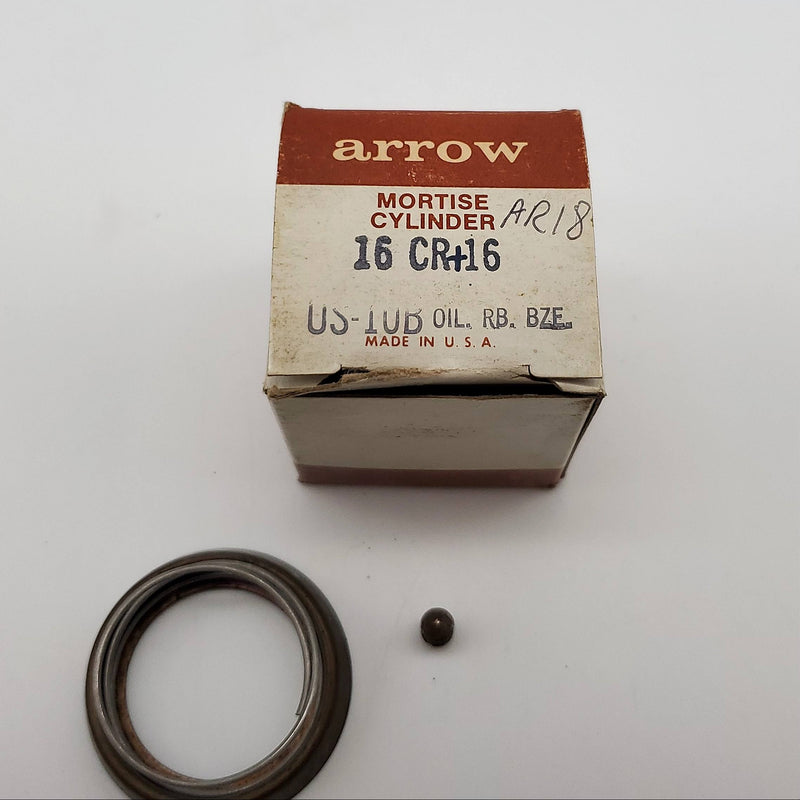 arrow
MORTISE
CYLINDER AR18
16 CR+16
US-10B OIL. RB. BZE.
MADE IN U.S.A.